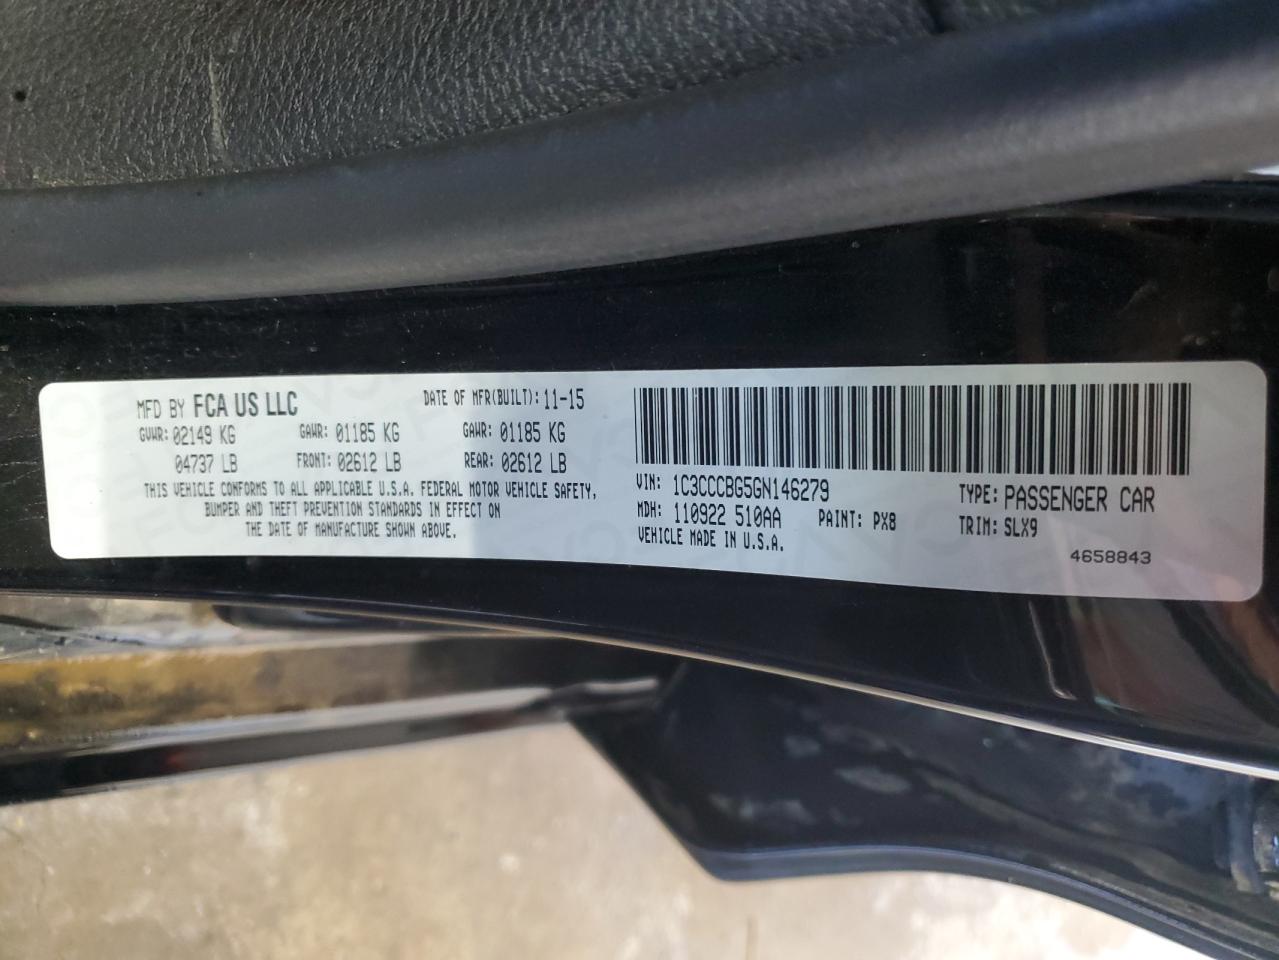 MFD BY FCA US LLC DATE OF MFR(BUILT): 11-15
GVWR: 02149 KG GAWR: 01185 KG GAWR: 01185 KG
04737 LB FRONT: 02612 LB REAR: 02612 LB
THIS VEHICLE CONFORMS TO ALL APPLICABLE U.S.A. FEDERAL MOTOR VEHICLE SAFETY,
BUMPER AND THEFT PREVENTION STANDARDS IN EFFECT ON
THE DATE OF MANUFACTURE SHOWN ABOVE.
VIN: 1C3CCCBG5GN146279 TYPE: PASSENGER CAR
MDH: 110922 510AA PAINT: PX8 TRIM: SLX9
VEHICLE MADE IN U.S.A.
4658843